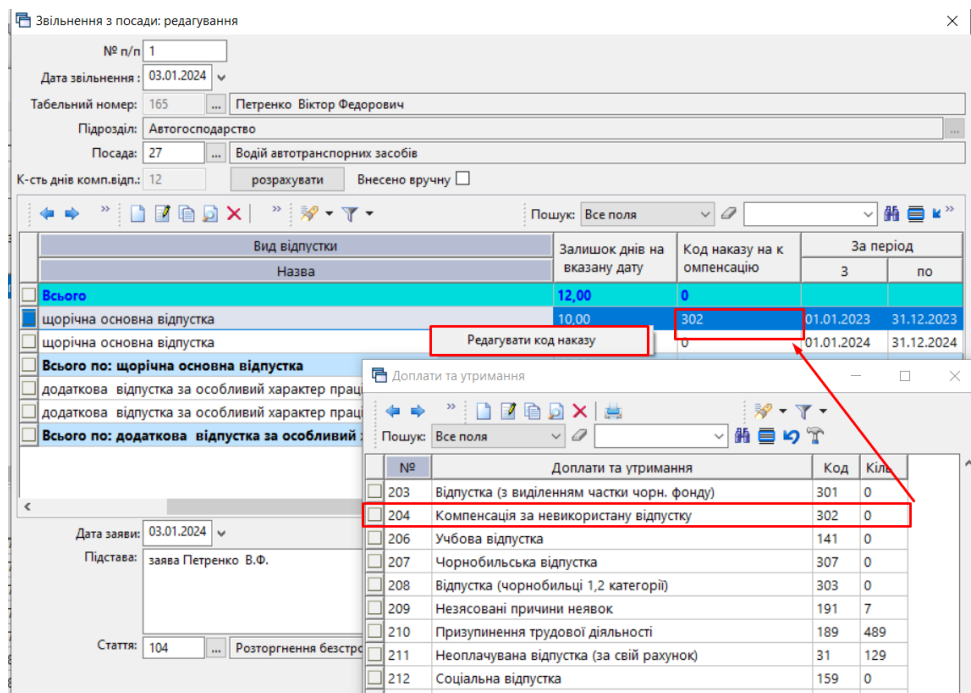 Звільнення з посади: редагування
№ п/п 1
Дата звільнення : 03.01.2024
Табельний номер: 165 ... Петренко Віктор Федорович
Підрозділ: Автогосподарство ...
Посада: 27 ... Водій автотранспорних засобів
К-сть днів комп.відп.: 12 розрахувати Внесено вручну
Пошук: Все поля
Вид відпустки Залишок днів на вказану дату Код наказу на к омпенсацію За період
Назва З по
Всього 12,00 0
щорічна основна відпустка 10,00 302 01.01.2023 31.12.2023
щорічна основна відпустка 0 01.01.2024 31.12.2024
Редагувати код наказу
Всього по: щорічна основна відпустка
додаткова відпустка за особливий характер праці
додаткова відпустка за особливий характер праці
Всього по: додаткова відпустка за особливий
Дата заяви: 03.01.2024
Підстава: заява Петренко В.Ф.
Стаття: 104 ... Розторгнення безстро
Доплати та утримання
Пошук: Все поля
№ Доплати та утримання Код Кіль
203 Відпустка (з виділенням частки чорн. фонду) 301 0
204 Компенсація за невикористану відпустку 302 0
206 Учбова відпустка 141 0
207 Чорнобильська відпустка 307 0
208 Відпустка (чорнобильці 1,2 категорії) 303 0
209 Незясовані причини неявок 191 7
210 Призупинення трудової діяльності 189 489
211 Неоплачувана відпустка (за свій рахунок) 31 129
212 Соціальна відпустка 159 0